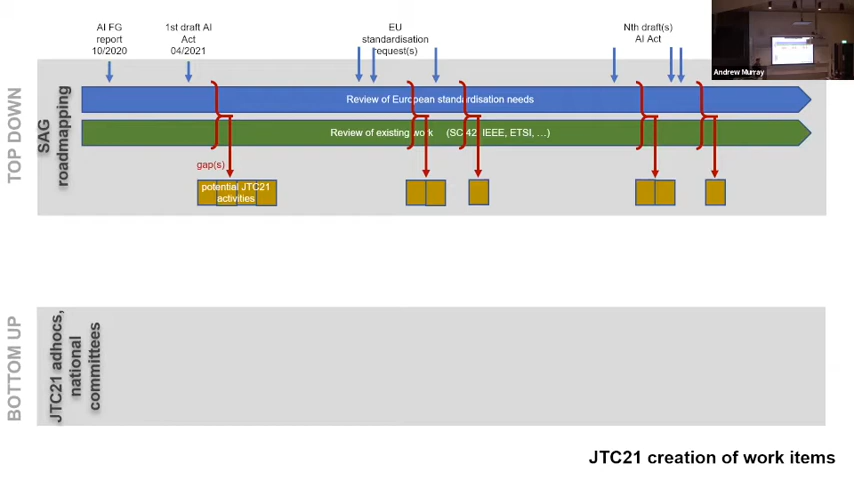 AI FG
report
10/2020
1st draft AI
Act
04/2021
EU
standardisation
request(s)
Nth draft(s)
AI Act
Andrew Murray
TOP DOWN
SAG
roadmapping
Review of European standardisation needs
Review of existing work (SC 42, IEEE, ETSI, …)
gap(s)
potential JTC21
activities
BOTTOM UP
JTC21 adhocs,
national
committees
JTC21 creation of work items